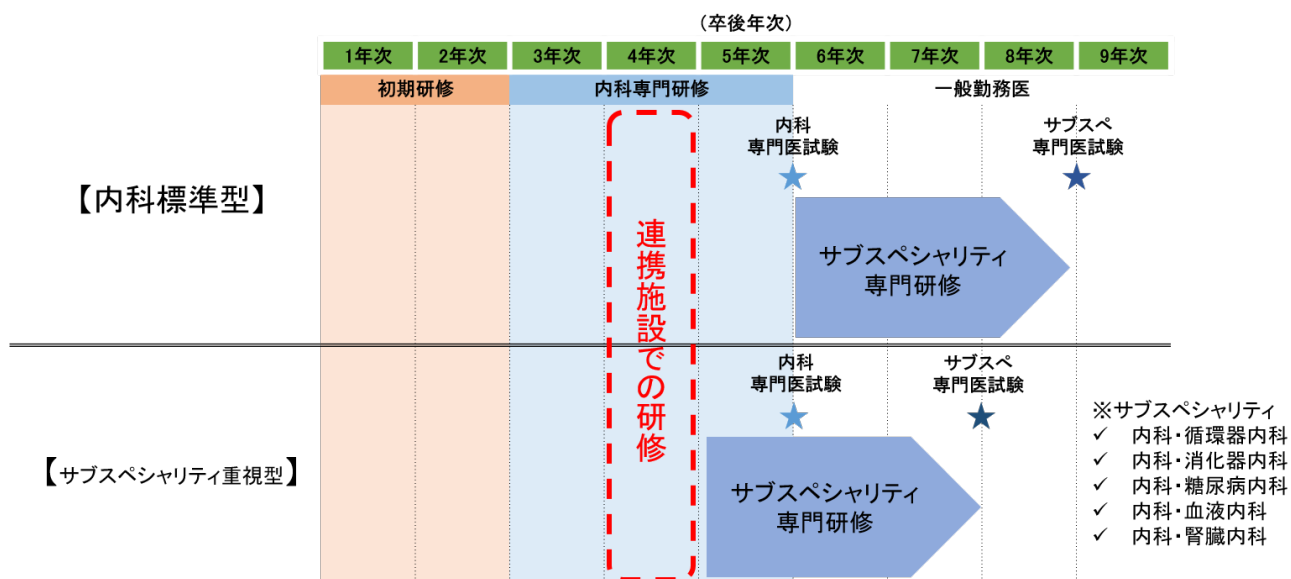 (卒後年次)
1年次 2年次 3年次 4年次 5年次 6年次 7年次 8年次 9年次
初期研修 内科専門研修 一般勤務医
内科
専門医試験
サブスペ
専門医試験
【内科標準型】
サブスペシャリティ
専門研修
連携施設での研修
内科
専門医試験
サブスペ
専門医試験
【サブスペシャリティ重視型】
サブスペシャリティ
専門研修
※サブスペシャリティ
✓ 内科・循環器内科
✓ 内科・消化器内科
✓ 内科・糖尿病内科
✓ 内科・血液内科
✓ 内科・腎臓内科